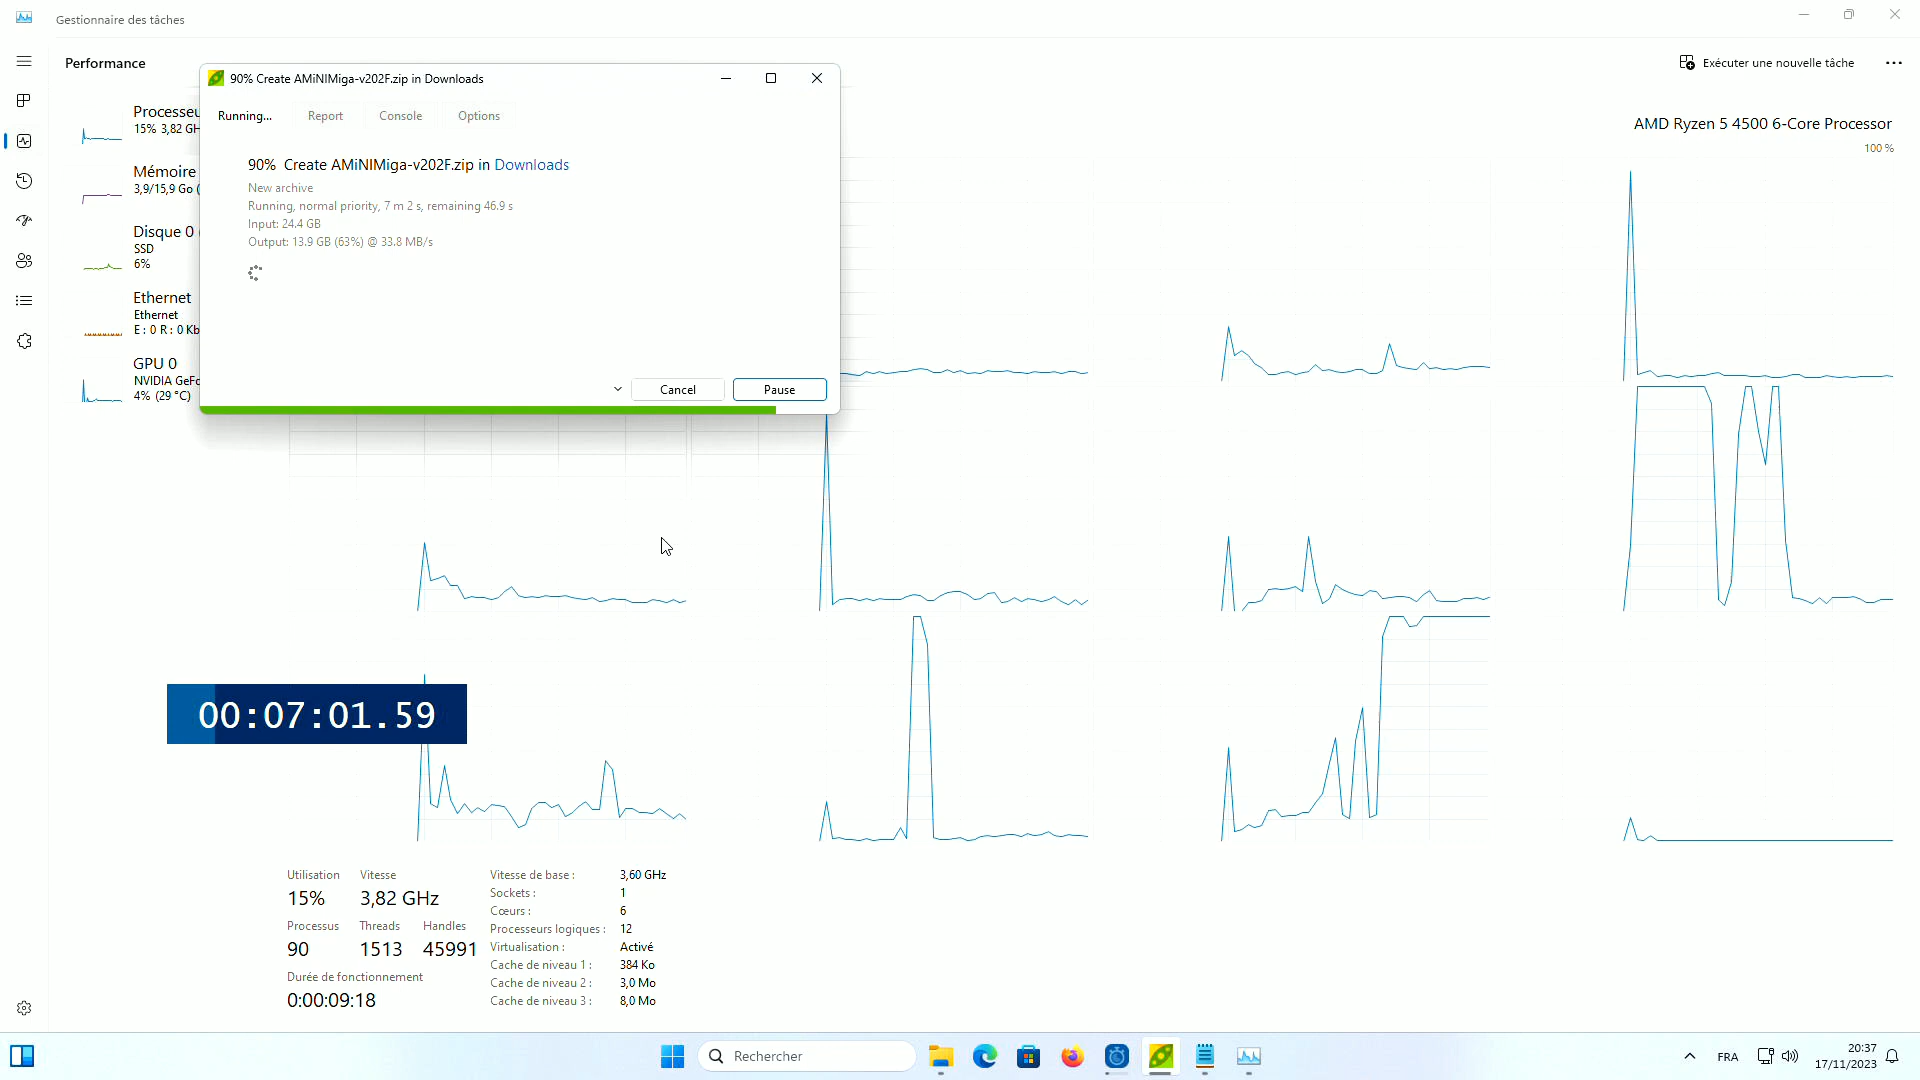 Gestionnaire des tâches
Performance
Exécuter une nouvelle tâche
90% Create AMiNIMiga-v202F.zip in Downloads
Running...
Report
Console
Options
90% Create AMiNIMiga-v202F.zip in Downloads
New archive
Running, normal priority, 7 m 2 s, remaining 46.9 s
Input: 24.4 GB
Output: 13.9 GB (63%) @ 33.8 MB/s
Cancel
Pause
Processeu
15% 3,82 GH
Mémoire
3,9/15,9 Go (
Disque 0 (
SSD
6%
Ethernet
Ethernet
E : 0 R : 0 Kb
GPU 0
NVIDIA GeFo
4% (29 °C)
AMD Ryzen 5 4500 6-Core Processor
100 %
00:07:01.59
Utilisation
Vitesse
15%
3,82 GHz
Processus
Threads
Handles
90
1513
45991
Durée de fonctionnement
0:00:09:18
Vitesse de base : 3,60 GHz
Sockets : 1
Cœurs : 6
Processeurs logiques : 12
Virtualisation : Activé
Cache de niveau 1 : 384 Ko
Cache de niveau 2 : 3,0 Mo
Cache de niveau 3 : 8,0 Mo
Rechercher
FRA
20:37
17/11/2023